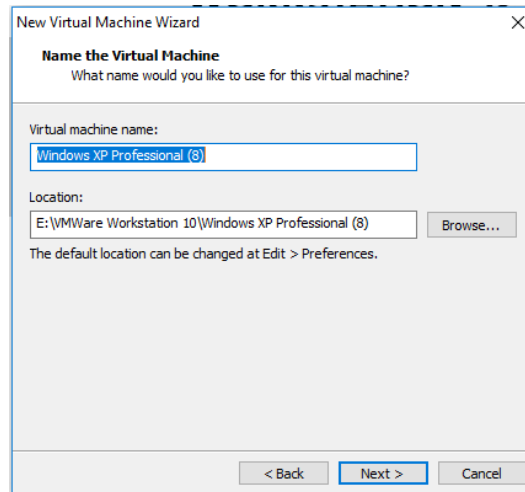 New Virtual Machine Wizard
Name the Virtual Machine
What name would you like to use for this virtual machine?
Virtual machine name:
Windows XP Professional (8)
Location:
E:\VMWare Workstation 10\Windows XP Professional (8)
Browse...
The default location can be changed at Edit > Preferences.
< Back Next > Cancel